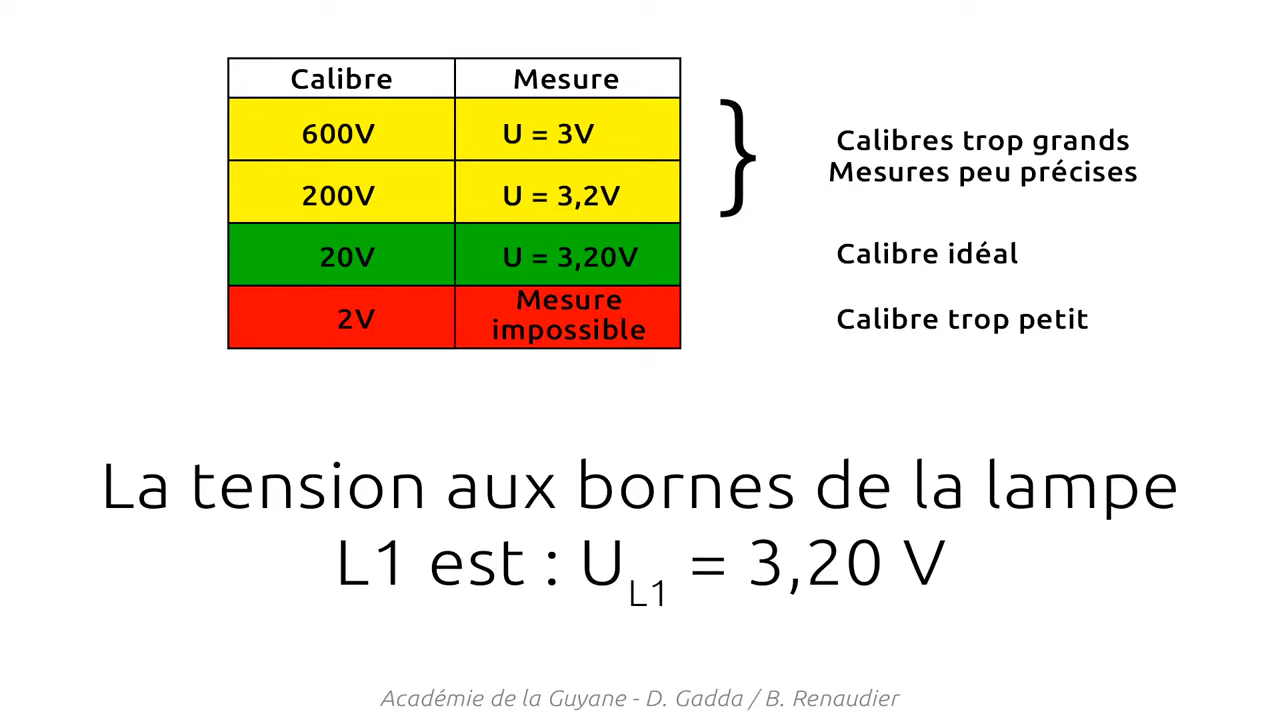 Calibre Mesure
600V U = 3V
200V U = 3,2V
20V U = 3,20V
2V Mesure
impossible
}
Calibres trop grands
Mesures peu précises
Calibre idéal
Calibre trop petit
La tension aux bornes de la lampe
L1 est : U_L1 = 3,20 V
Académie de la Guyane - D. Gadda / B. Renaudier